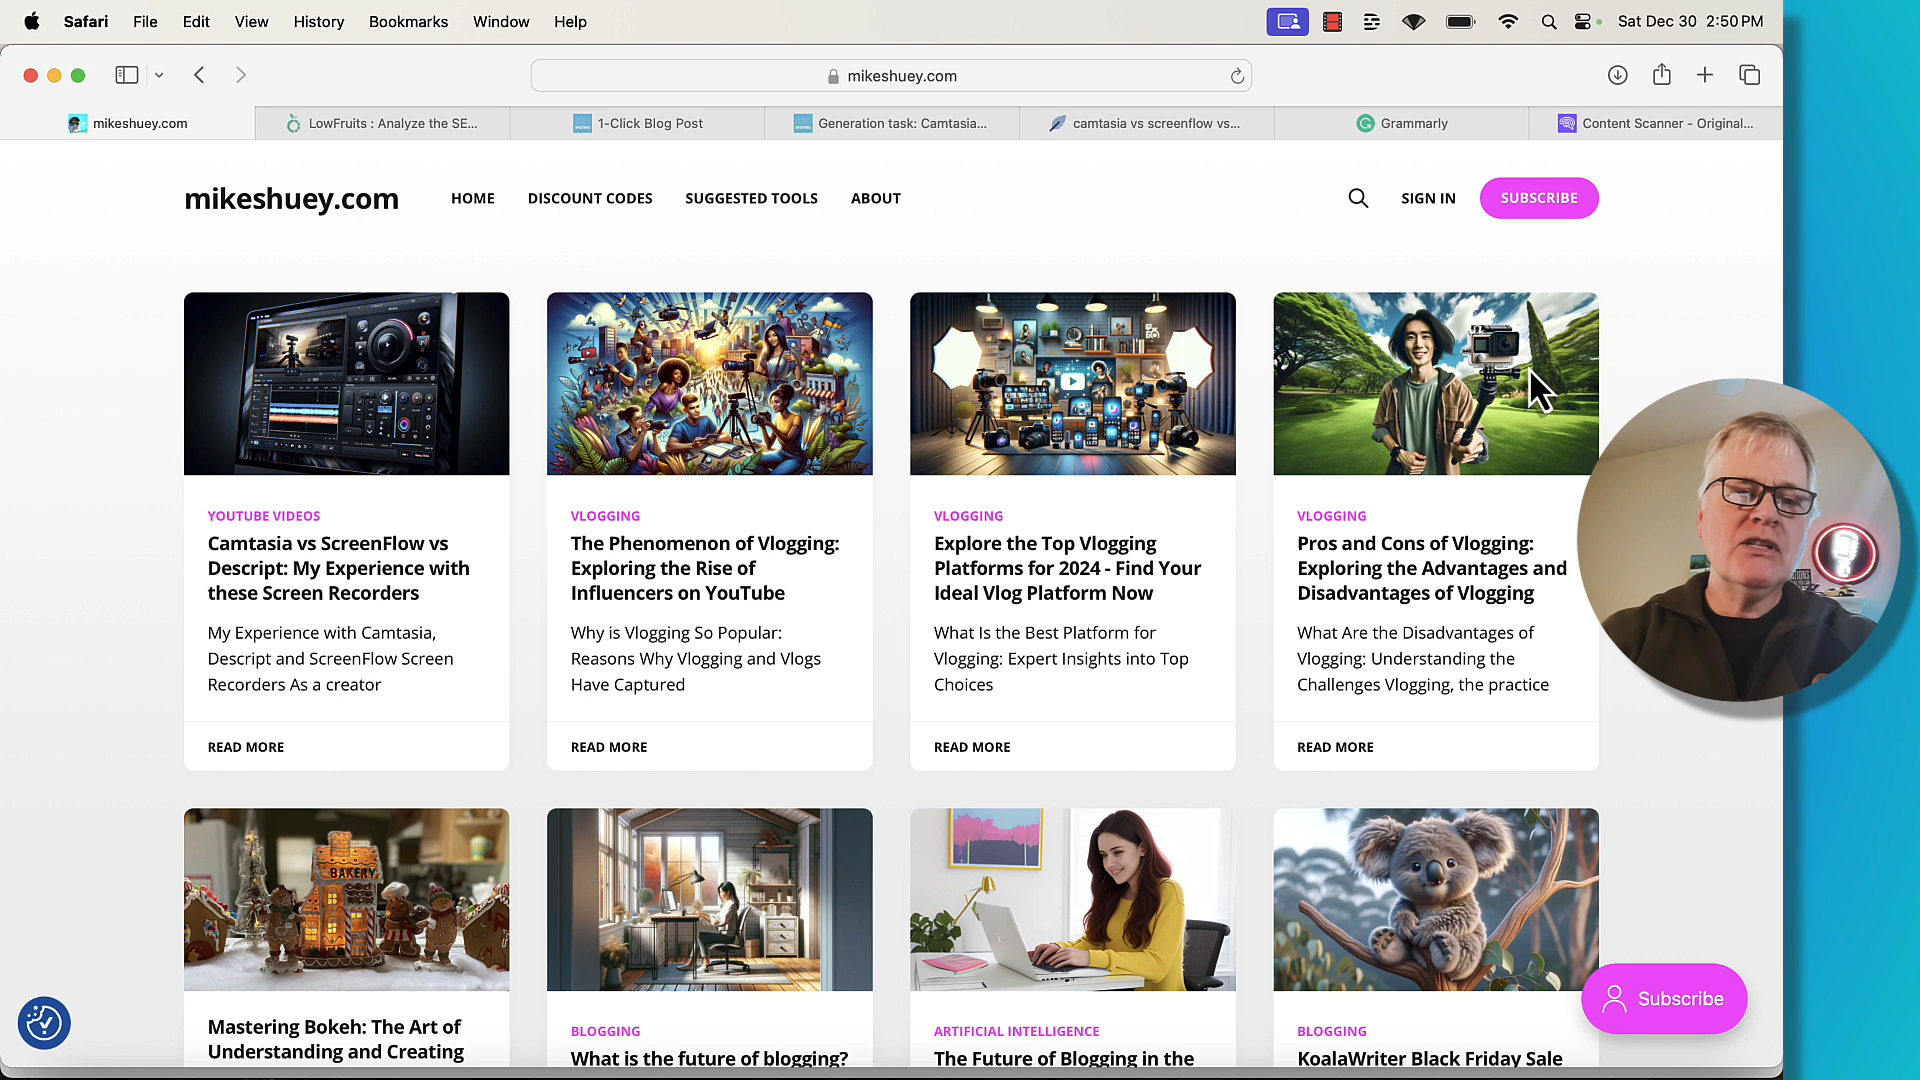 Safari File Edit View History Bookmarks Window Help Sat Dec 30 2:50 PM
mikeshuey.com
mikeshuey.com LowFruits : Analyze the SE... 1-Click Blog Post Generation task: Camtasia... camtasia vs screenflow vs... Grammarly Content Scanner - Original...
mikeshuey.com HOME DISCOUNT CODES SUGGESTED TOOLS ABOUT SIGN IN SUBSCRIBE
YOUTUBE VIDEOS
Camtasia vs ScreenFlow vs
Descript: My Experience with
these Screen Recorders
My Experience with Camtasia,
Descript and ScreenFlow Screen
Recorders As a creator
READ MORE
VLOGGING
The Phenomenon of Vlogging:
Exploring the Rise of
Influencers on YouTube
Why is Vlogging So Popular:
Reasons Why Vlogging and Vlogs
Have Captured
READ MORE
VLOGGING
Explore the Top Vlogging
Platforms for 2024 - Find Your
Ideal Vlog Platform Now
What Is the Best Platform for
Vlogging: Expert Insights into Top
Choices
READ MORE
VLOGGING
Pros and Cons of Vlogging:
Exploring the Advantages and
Disadvantages of Vlogging
What Are the Disadvantages of
Vlogging: Understanding the
Challenges Vlogging, the practice
READ MORE
BAKERY
Mastering Bokeh: The Art of
Understanding and Creating
BLOGGING
What is the future of blogging?
ARTIFICIAL INTELLIGENCE
The Future of Blogging in the
BLOGGING
KoalaWriter Black Friday Sale
Subscribe